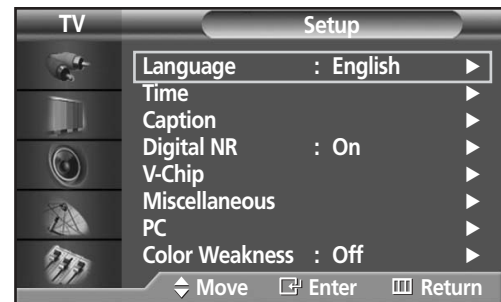 TV Setup
Language : English
Time
Caption
Digital NR : On
V-Chip
Miscellaneous
PC
Color Weakness : Off
Move Enter Return